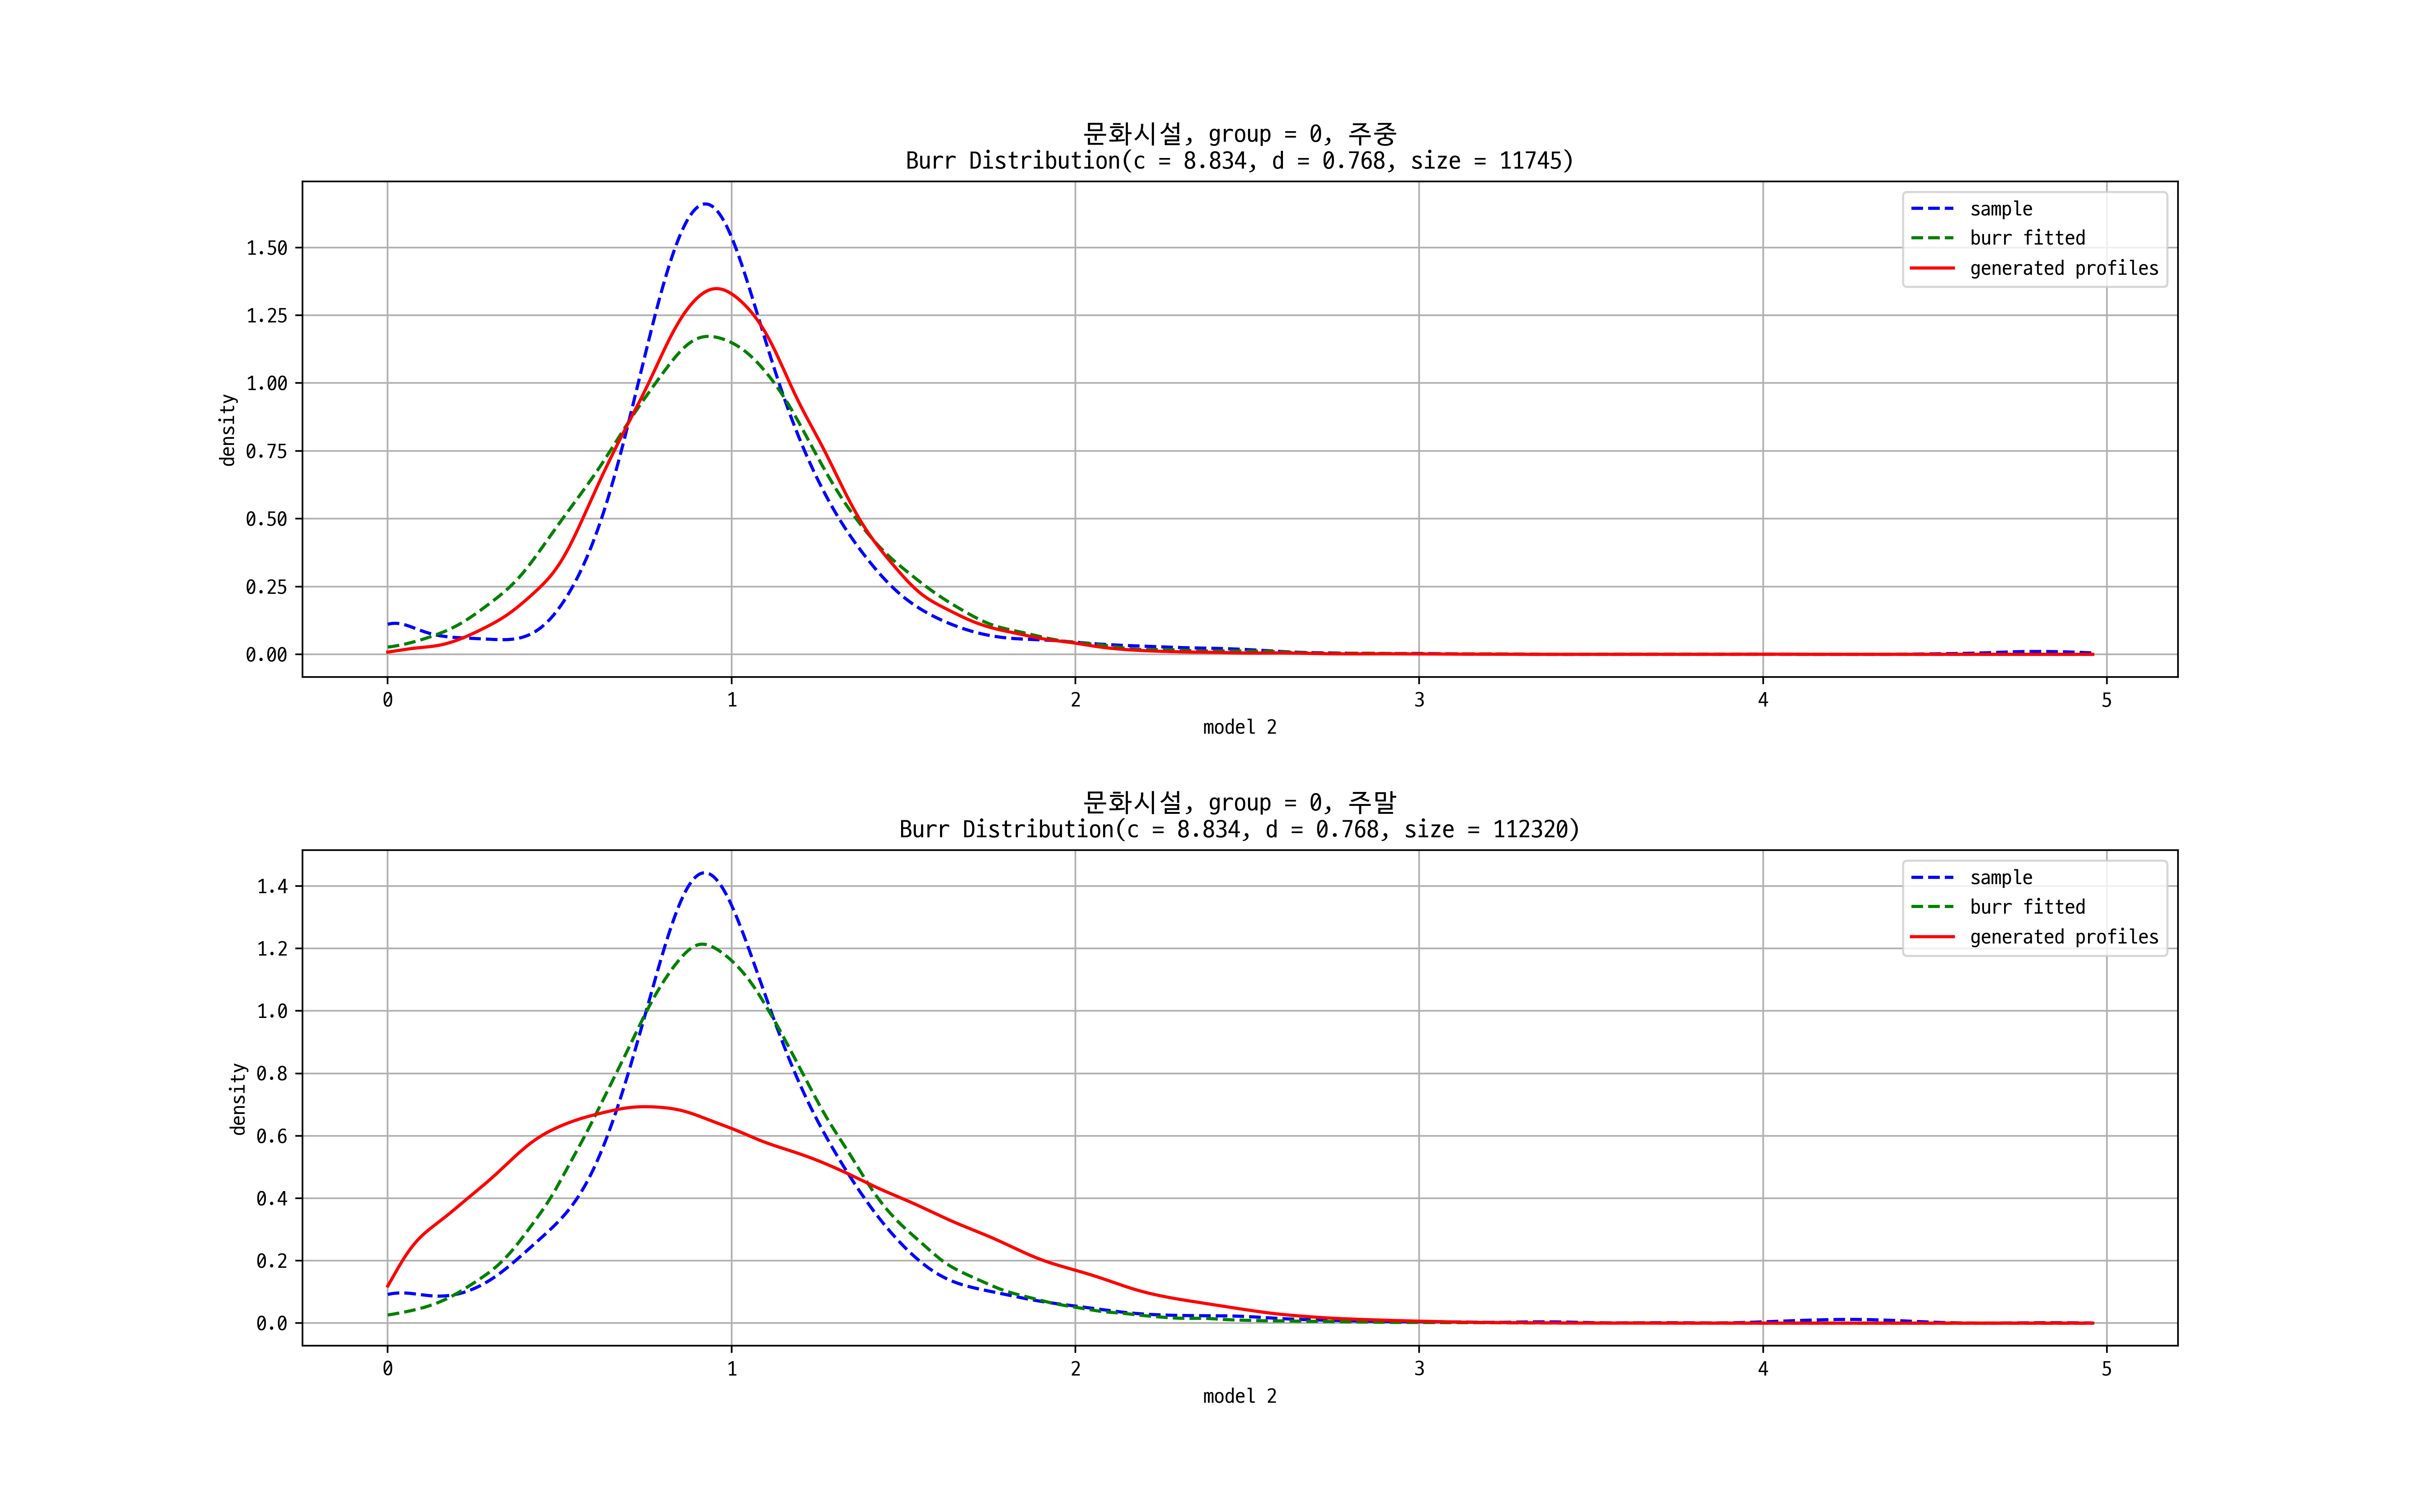 문화시설, group = 0, 주중
Burr Distribution(c = 8.834, d = 0.768, size = 11745)
sample
burr fitted
generated profiles
1.50
1.25
1.00
0.75
0.50
0.25
0.00
density
0 1 2 3 4 5
model 2
문화시설, group = 0, 주말
Burr Distribution(c = 8.834, d = 0.768, size = 112320)
sample
burr fitted
generated profiles
1.4
1.2
1.0
0.8
0.6
0.4
0.2
0.0
density
0 1 2 3 4 5
model 2